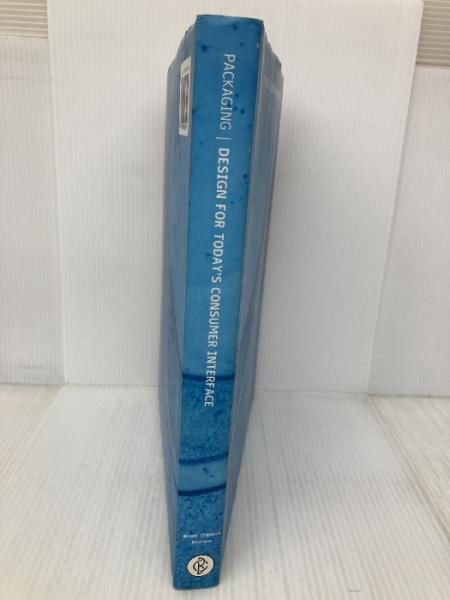 PACKAGING | DESIGN FOR TODAY'S CONSUMER INTERFACE